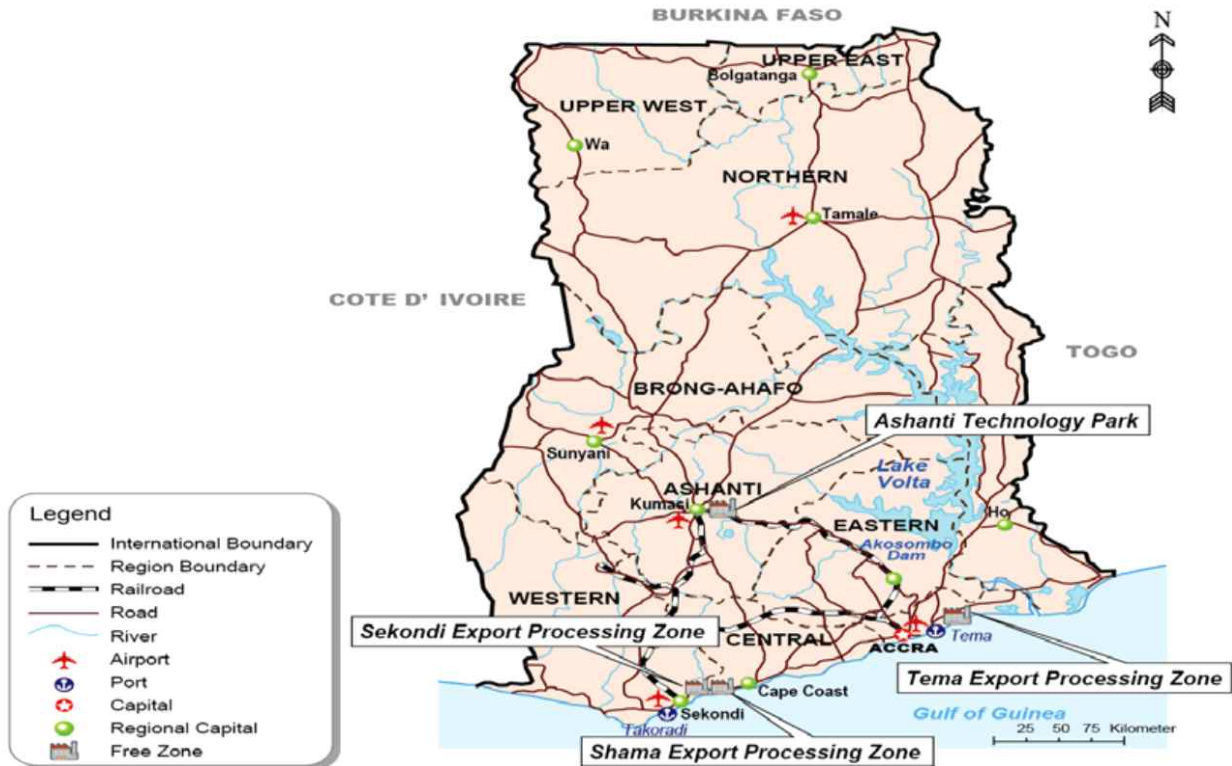 BURKINA FASO
N
UPPER EAST
Bolgatanga
UPPER WEST
Wa
NORTHERN
Tamale
COTE D' IVOIRE
TOGO
BRONG-AHAFO
Ashanti Technology Park
Sunyani
Lake
Volta
ASHANTI
Kumasi
Ho
EASTERN
Akosombo
Dam
WESTERN
Sekondi Export Processing Zone
CENTRAL
ACCRA
Tema
Tema Export Processing Zone
Cape Coast
Sekondi
Takoradi
Gulf of Guinea
25 50 75 Kilometer
Shama Export Processing Zone
Legend
International Boundary
Region Boundary
Railroad
Road
River
Airport
Port
Capital
Regional Capital
Free Zone